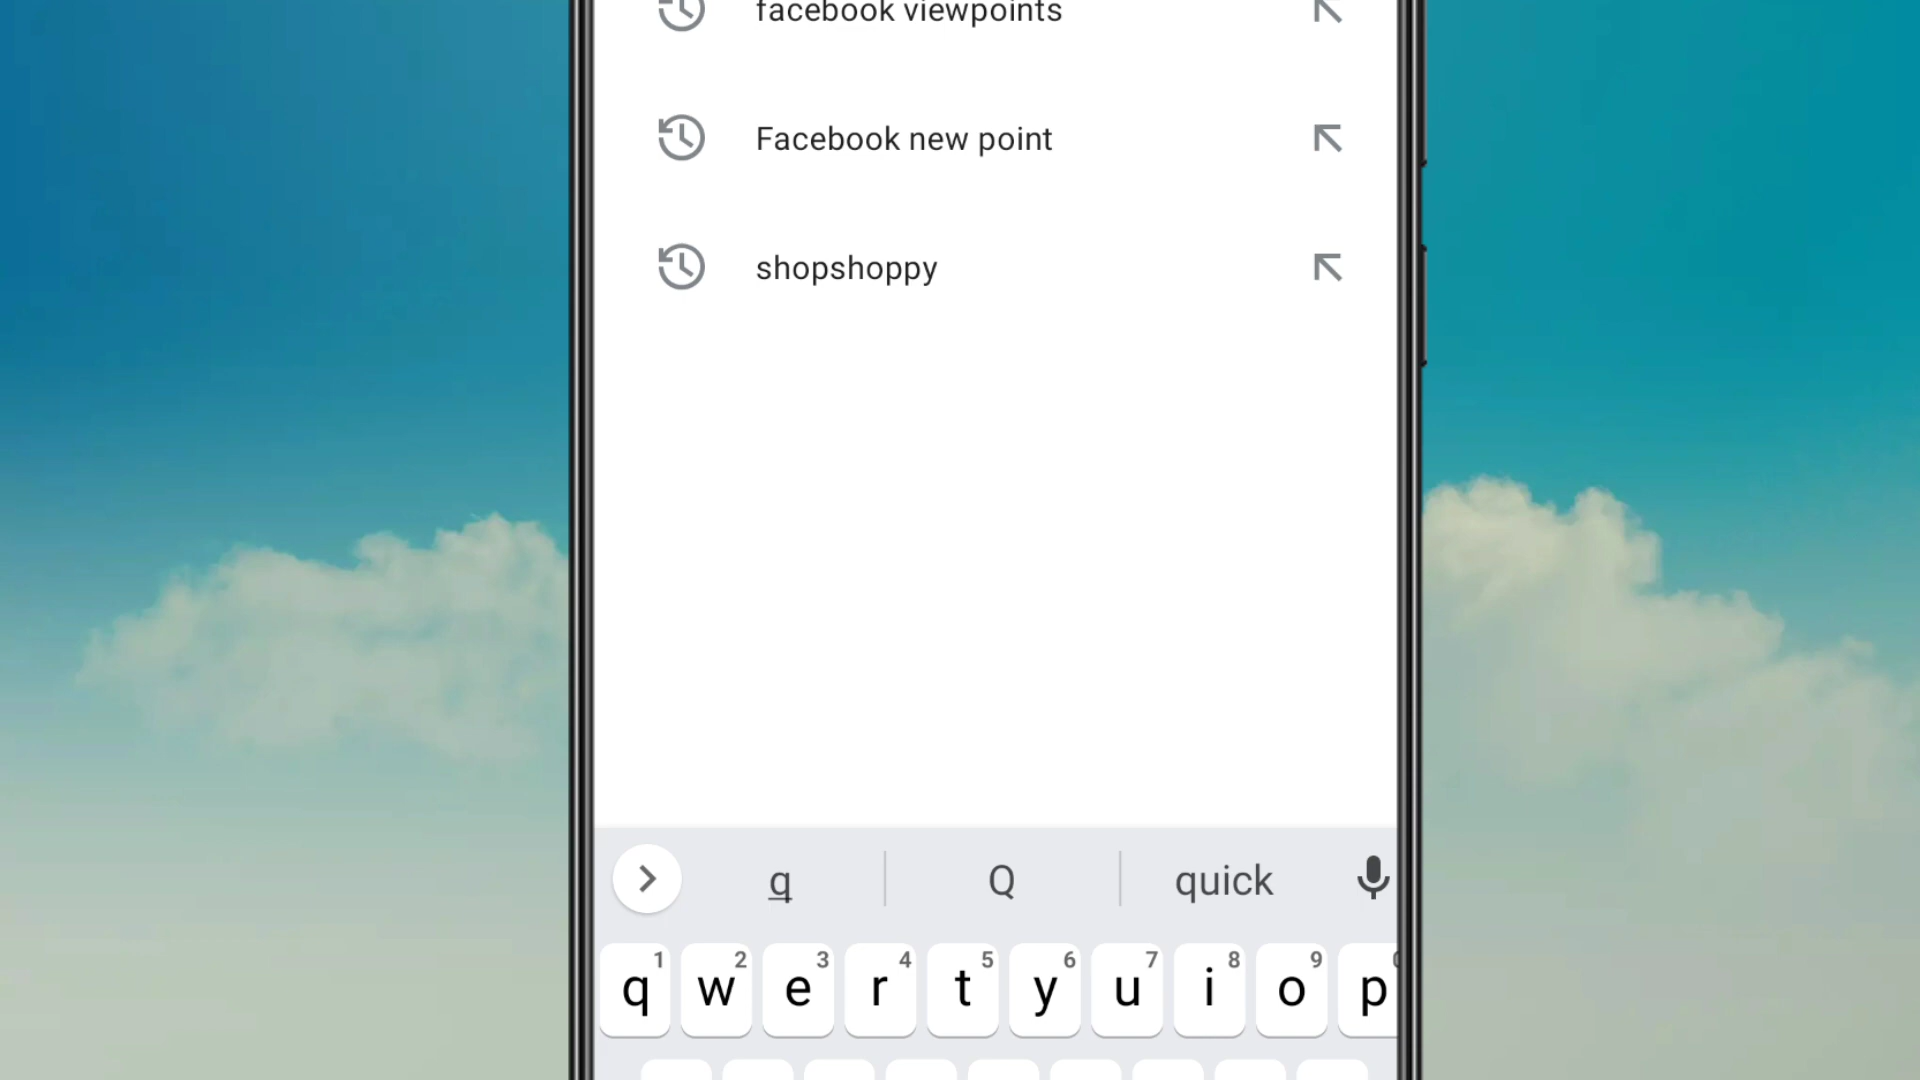 facebook viewpoints
Facebook new point
shopshoppy
q Q quick
1 2 3 4 5 6 7 8 9
q w e r t y u i o p